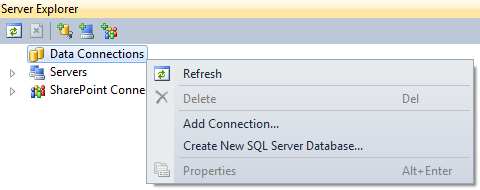 Server Explorer
Data Connections
Servers
SharePoint Conne
Refresh
Delete Del
Add Connection...
Create New SQL Server Database...
Properties Alt+Enter